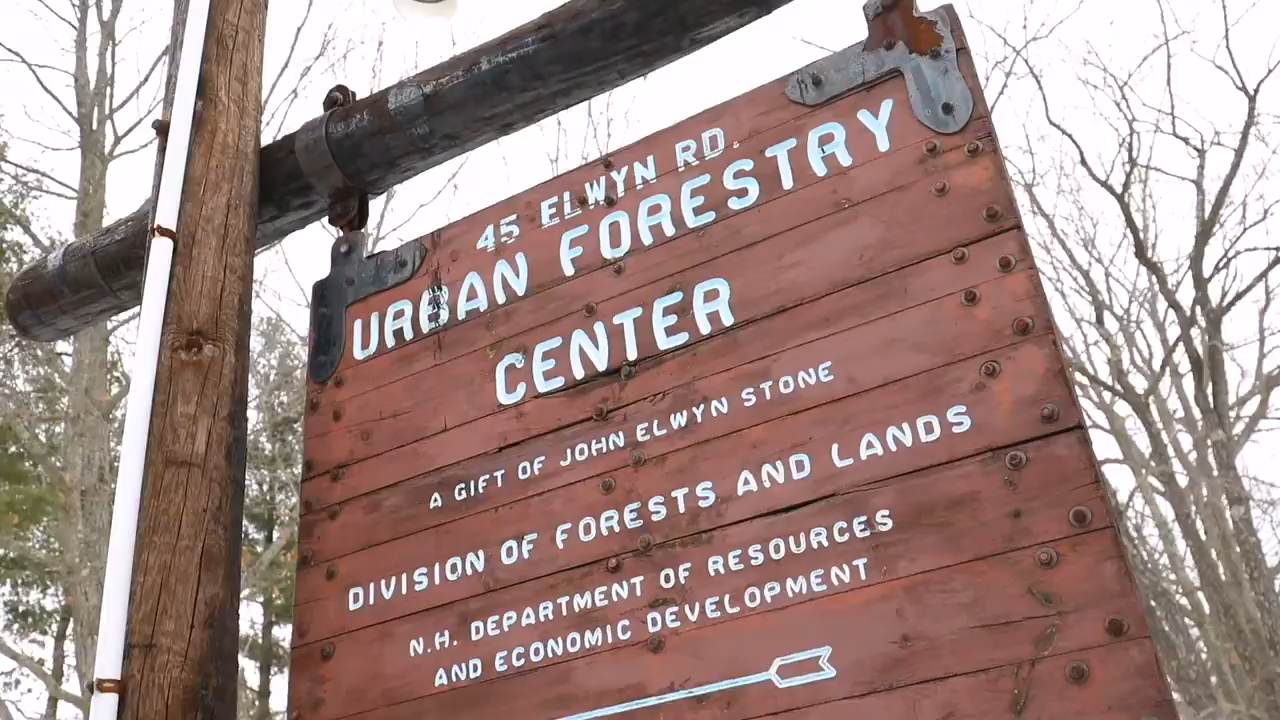 45 ELWYN RD.
URBAN FORESTRY
CENTER
A GIFT OF JOHN ELWYN STONE
DIVISION OF FORESTS AND LANDS
N.H. DEPARTMENT OF RESOURCES
AND ECONOMIC DEVELOPMENT